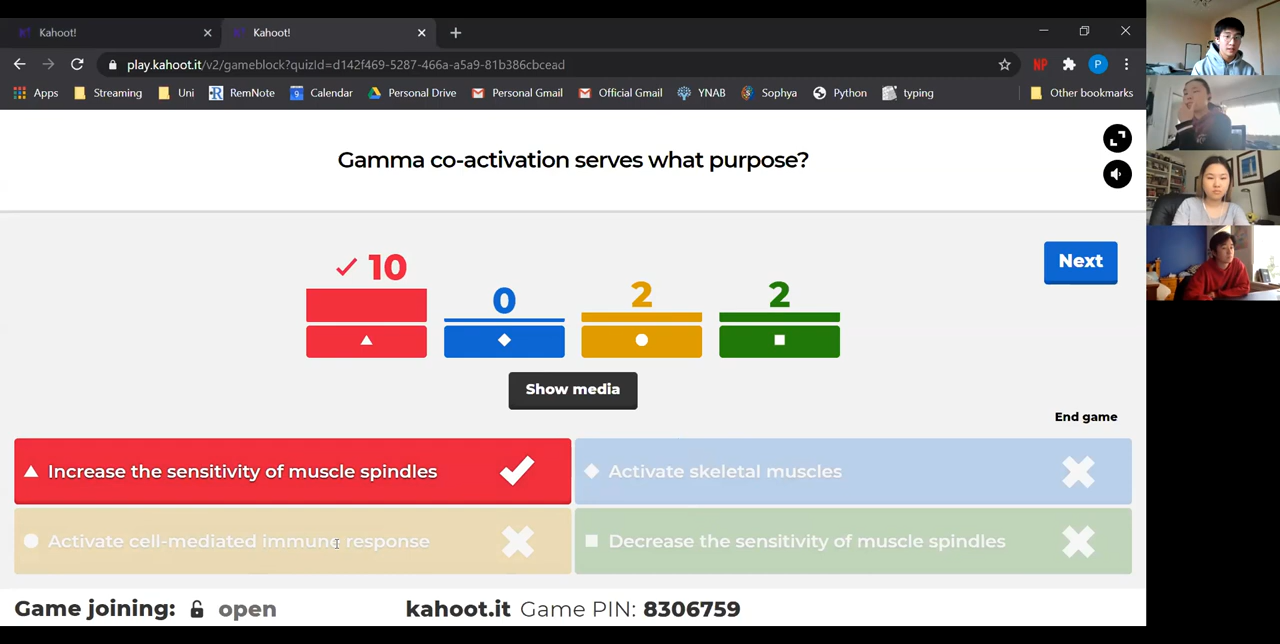 Kahoot!
Kahoot!
play.kahoot.it/v2/gameblock?quizId=d142f469-5287-466a-a5a9-81b386cbcead
NP
P
Apps Streaming Uni RemNote Calendar Personal Drive Personal Gmail Official Gmail YNAB Sophya Python typing Other bookmarks
Gamma co-activation serves what purpose?
Next
10
0
2
2
Show media
End game
Increase the sensitivity of muscle spindles
Activate skeletal muscles
Activate cell-mediated immune response
Decrease the sensitivity of muscle spindles
Game joining: open kahoot.it Game PIN: 8306759